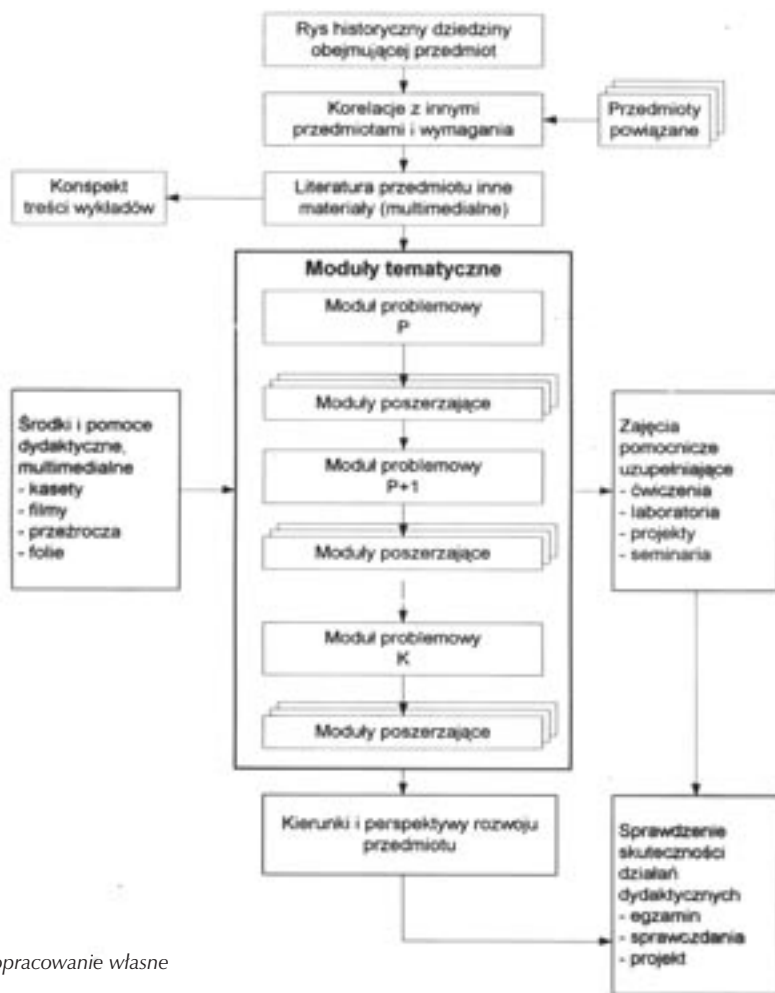 Rys historyczny dziedziny
obejmującej przedmiot
Korelacje z innymi
przedmiotami i wymagania
Przedmioty
powiązane
Konspekt
treści wykładów
Literatura przedmiotu inne
materiały (multimedialne)
Moduły tematyczne
Moduł problemowy
P
Moduły poszerzające
Moduł problemowy
P+1
Moduły poszerzające
Moduł problemowy
K
Moduły poszerzające
Środki i pomoce
dydaktyczne,
multimedialne
- kasety
- filmy
- przeźrocza
- folie
Zajęcia
pomocnicze
uzupełniające
- ćwiczenia
- laboratoria
- projekty
- seminaria
Kierunki i perspektywy rozwoju
przedmiotu
Sprawdzenie
skuteczności
działań
dydaktycznych
- egzamin
- sprawczdania
- projekt
opracowanie własne